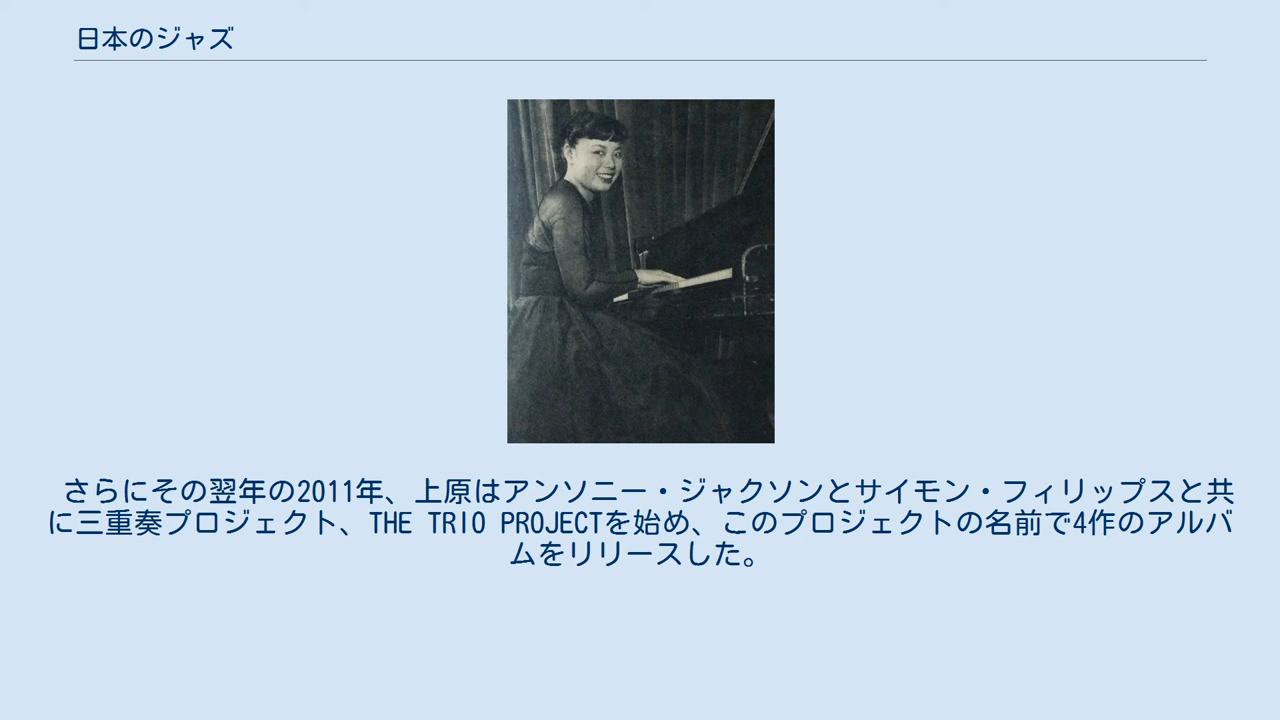 日本のジャズ
さらにその翌年の2011年、上原はアンソニー・ジャクソンとサイモン・フィリップスと共
に三重奏プロジェクト、THE TRIO PROJECTを始め、このプロジェクトの名前で4作のアルバ
ムをリリースした。